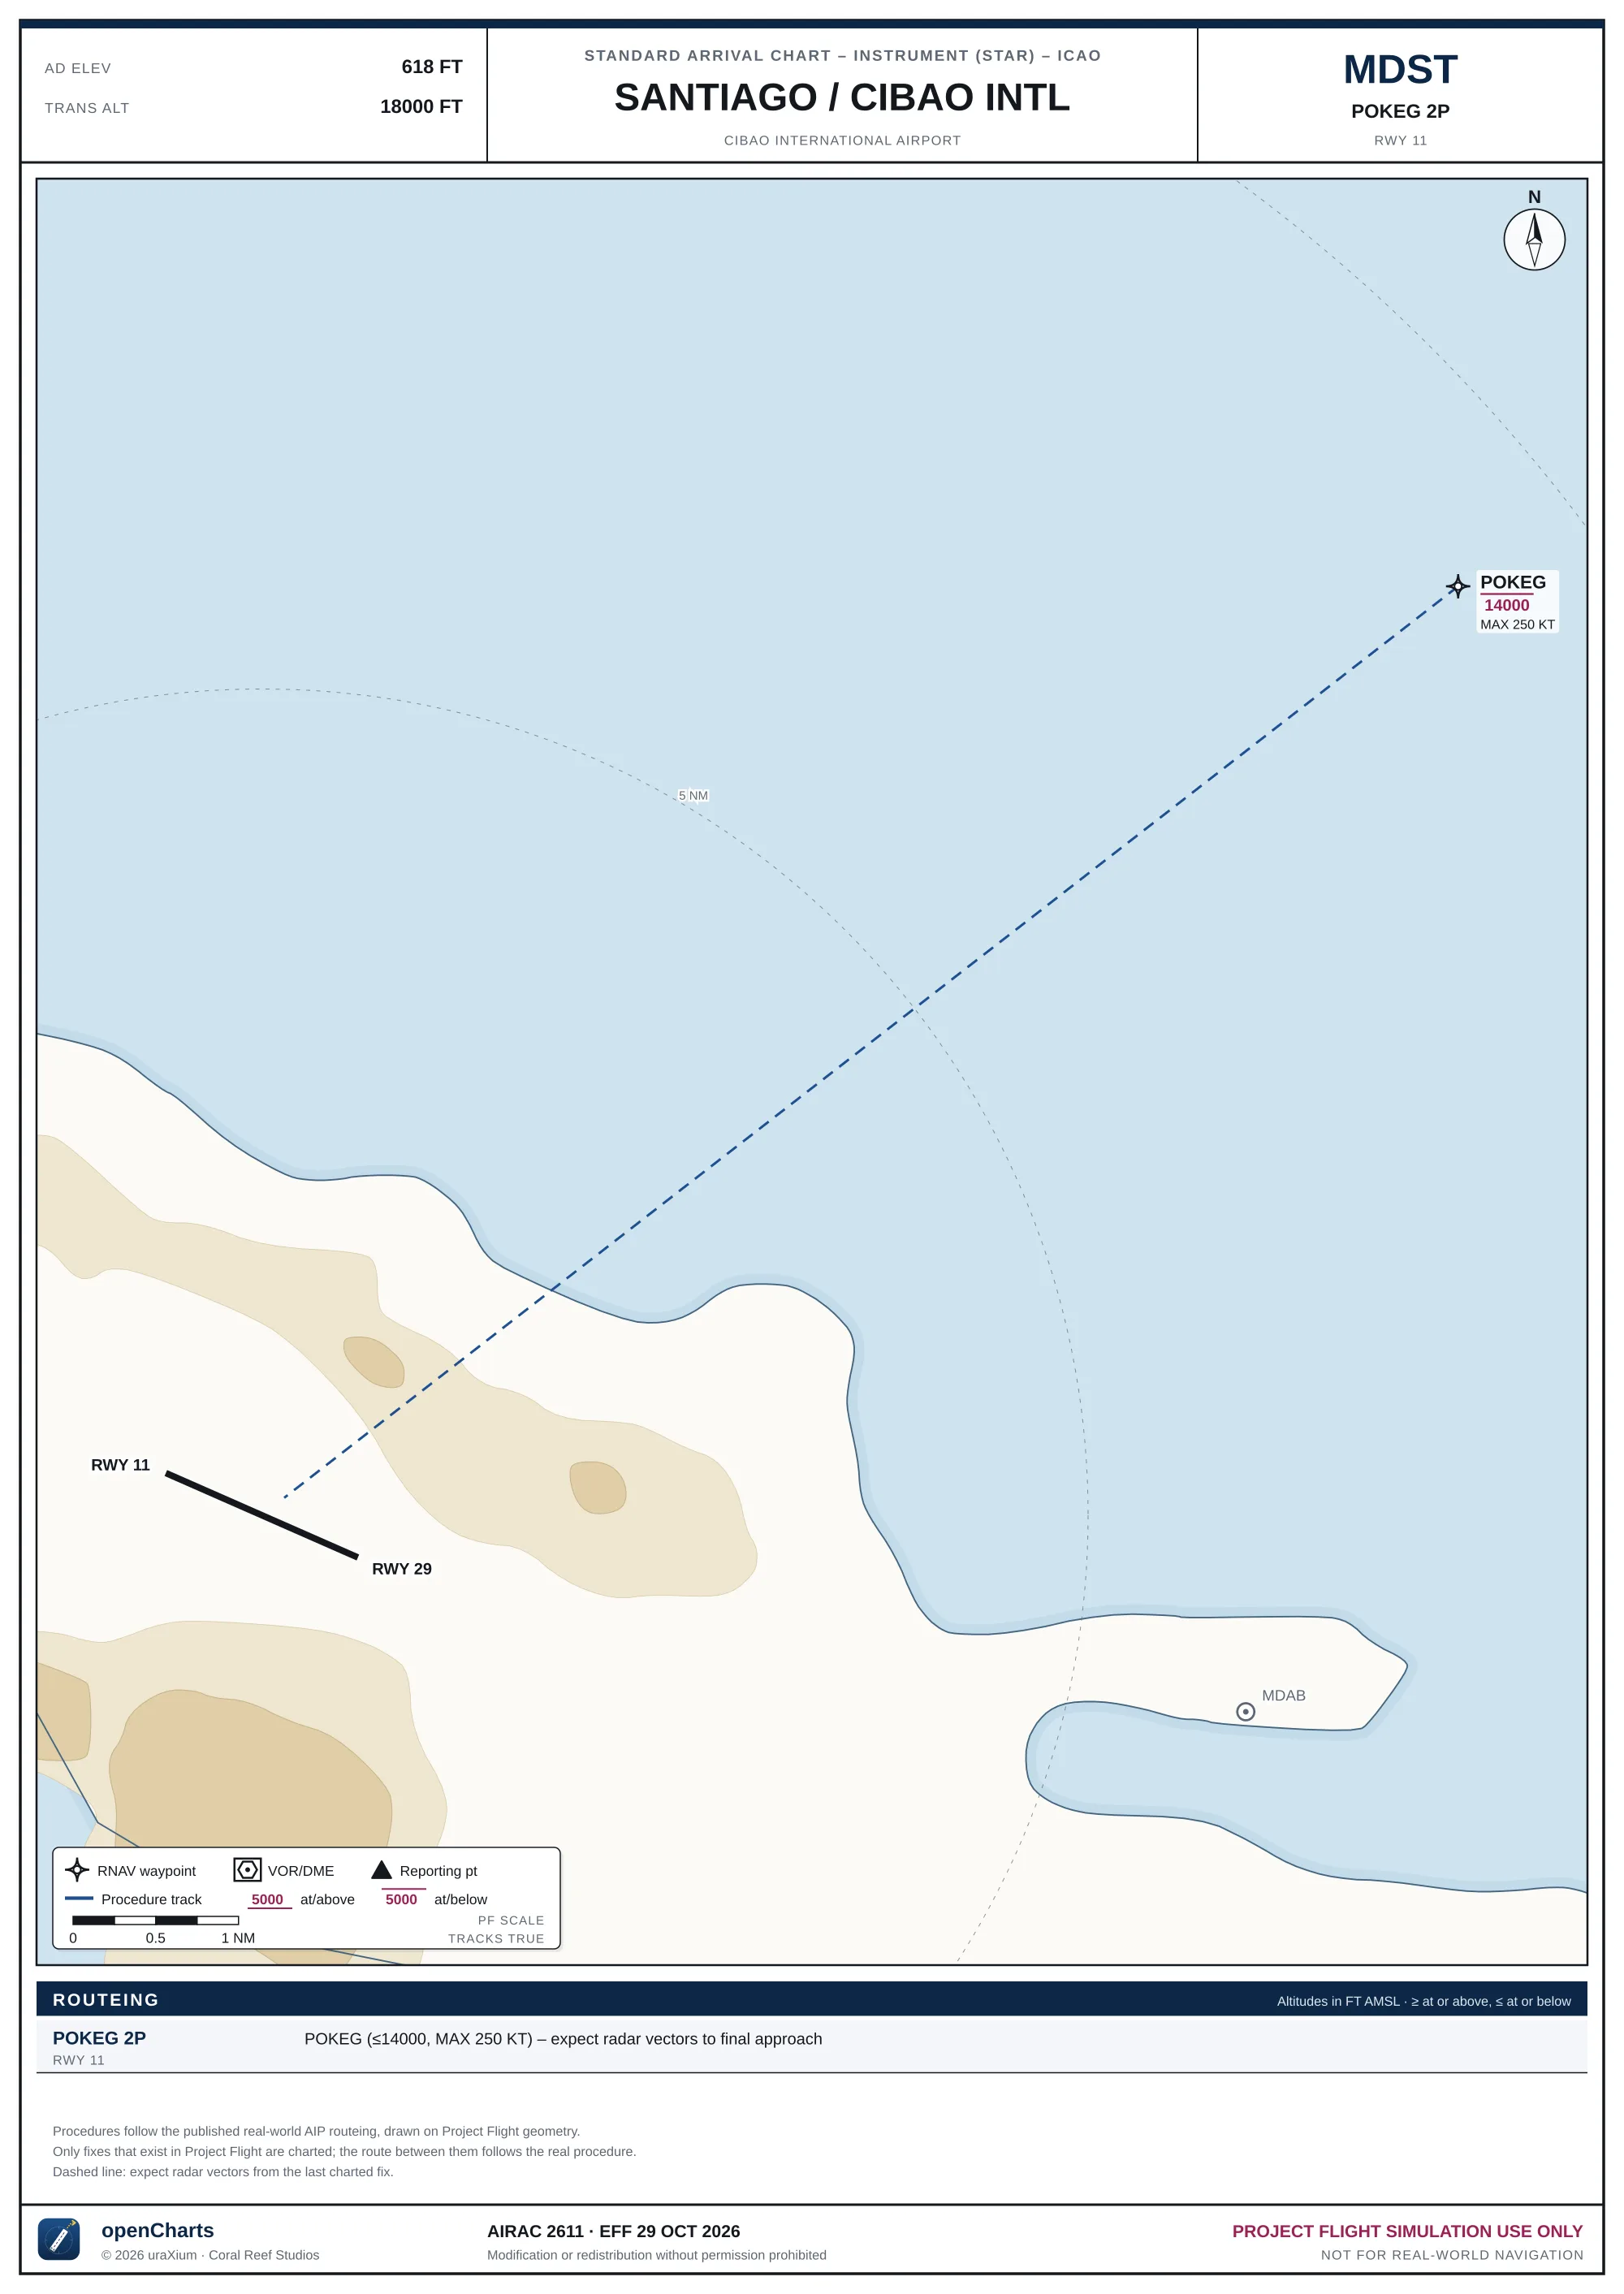 AD ELEV 618 FT
TRANS ALT 18000 FT
STANDARD ARRIVAL CHART – INSTRUMENT (STAR) – ICAO
SANTIAGO / CIBAO INTL
CIBAO INTERNATIONAL AIRPORT
MDST
POKEG 2P
RWY 11
N
POKEG
14000
MAX 250 KT
5 NM
RWY 11
RWY 29
MDAB
RNAV waypoint VOR/DME Reporting pt
Procedure track 5000 at/above 5000 at/below
PF SCALE
0 0.5 1 NM TRACKS TRUE
ROUTEING Altitudes in FT AMSL · ≥ at or above, ≤ at or below
POKEG 2P POKEG (≤14000, MAX 250 KT) – expect radar vectors to final approach
RWY 11
Procedures follow the published real-world AIP routeing, drawn on Project Flight geometry.
Only fixes that exist in Project Flight are charted; the route between them follows the real procedure.
Dashed line: expect radar vectors from the last charted fix.
openCharts
© 2026 uraXium · Coral Reef Studios
AIRAC 2611 · EFF 29 OCT 2026
Modification or redistribution without permission prohibited
PROJECT FLIGHT SIMULATION USE ONLY
NOT FOR REAL-WORLD NAVIGATION